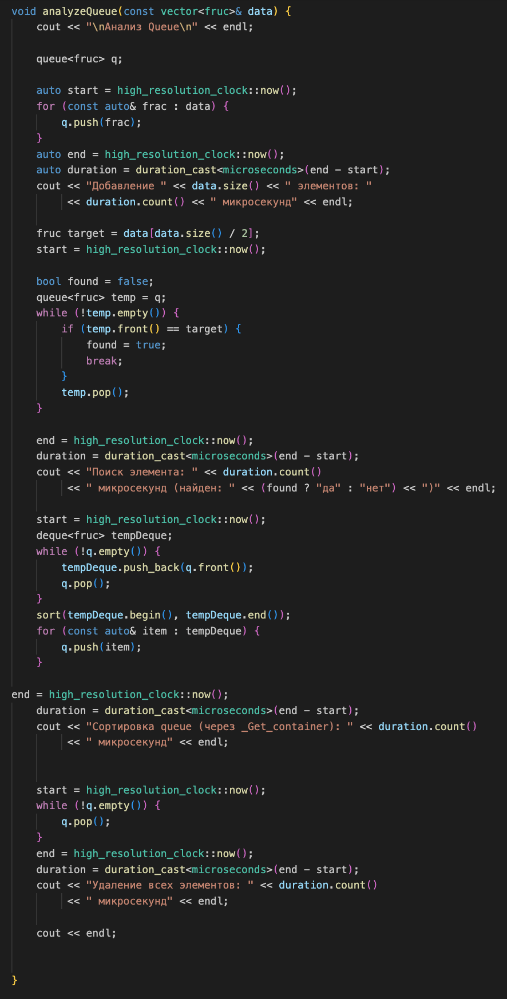 void analyzeQueue(const vector<fruc>& data) {
    cout << "\nАнализ Queue\n" << endl;

    queue<fruc> q;

    auto start = high_resolution_clock::now();
    for (const auto& frac : data) {
        q.push(frac);
    }
    auto end = high_resolution_clock::now();
    auto duration = duration_cast<microseconds>(end - start);
    cout << "Добавление " << data.size() << " элементов: "
         << duration.count() << " микросекунд" << endl;

    fruc target = data[data.size() / 2];
    start = high_resolution_clock::now();

    bool found = false;
    queue<fruc> temp = q;
    while (!temp.empty()) {
        if (temp.front() == target) {
            found = true;
            break;
        }
        temp.pop();
    }

    end = high_resolution_clock::now();
    duration = duration_cast<microseconds>(end - start);
    cout << "Поиск элемента: " << duration.count()
         << " микросекунд (найден: " << (found ? "да" : "нет") << ")" << endl;

    start = high_resolution_clock::now();
    deque<fruc> tempDeque;
    while (!q.empty()) {
        tempDeque.push_back(q.front());
        q.pop();
    }
    sort(tempDeque.begin(), tempDeque.end());
    for (const auto& item : tempDeque) {
        q.push(item);
    }

end = high_resolution_clock::now();
    duration = duration_cast<microseconds>(end - start);
    cout << "Сортировка queue (через _Get_container): " << duration.count()
         << " микросекунд" << endl;


    start = high_resolution_clock::now();
    while (!q.empty()) {
        q.pop();
    }
    end = high_resolution_clock::now();
    duration = duration_cast<microseconds>(end - start);
    cout << "Удаление всех элементов: " << duration.count()
         << " микросекунд" << endl;

    cout << endl;


}